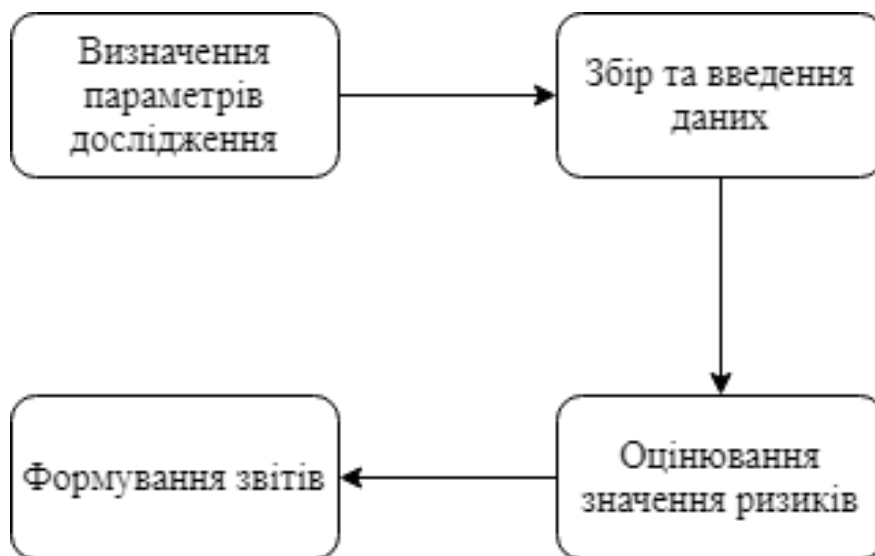 Визначення
параметрів
дослідження
Збір та введення
даних
Оцінювання
значення ризиків
Формування звітів